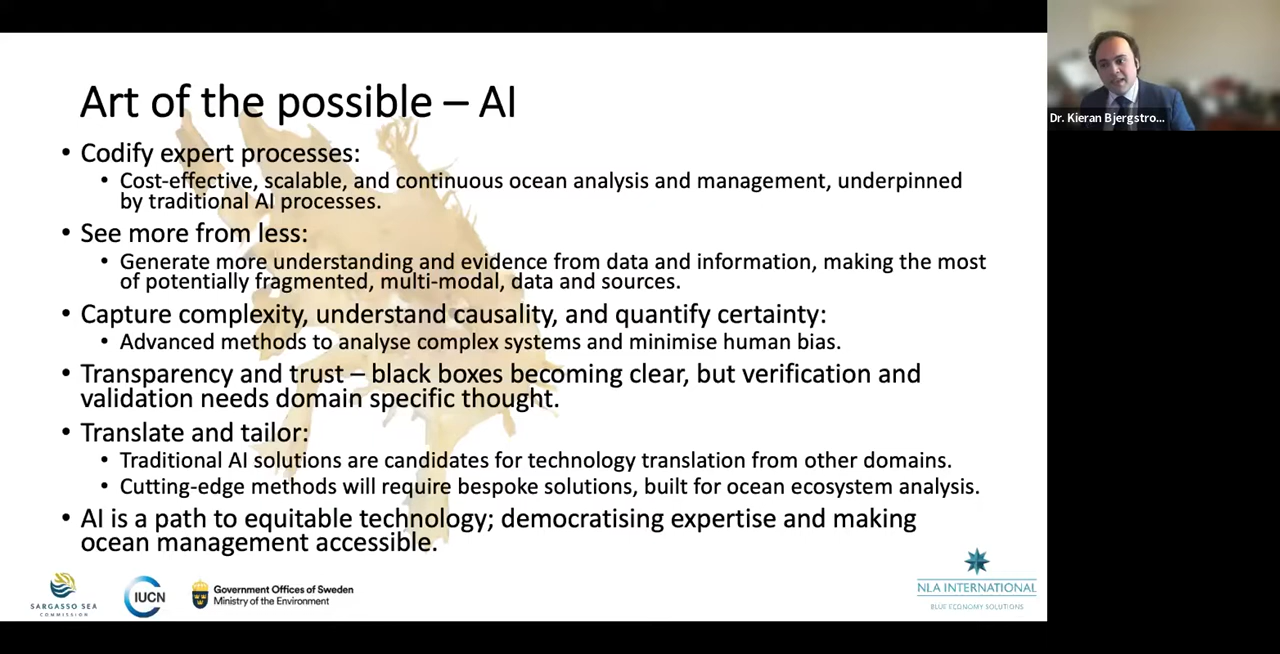 Art of the possible – AI
• Codify expert processes:
• Cost-effective, scalable, and continuous ocean analysis and management, underpinned
by traditional AI processes.
• See more from less:
• Generate more understanding and evidence from data and information, making the most
of potentially fragmented, multi-modal, data and sources.
• Capture complexity, understand causality, and quantify certainty:
• Advanced methods to analyse complex systems and minimise human bias.
• Transparency and trust – black boxes becoming clear, but verification and
validation needs domain specific thought.
• Translate and tailor:
• Traditional AI solutions are candidates for technology translation from other domains.
• Cutting-edge methods will require bespoke solutions, built for ocean ecosystem analysis.
• AI is a path to equitable technology; democratising expertise and making
ocean management accessible.
SARGASSO SEA
COMMISSION
IUCN
Government Offices of Sweden
Ministry of the Environment
NLA INTERNATIONAL
BLUE ECONOMY SOLUTIONS
Dr. Kieran Bjergstro...